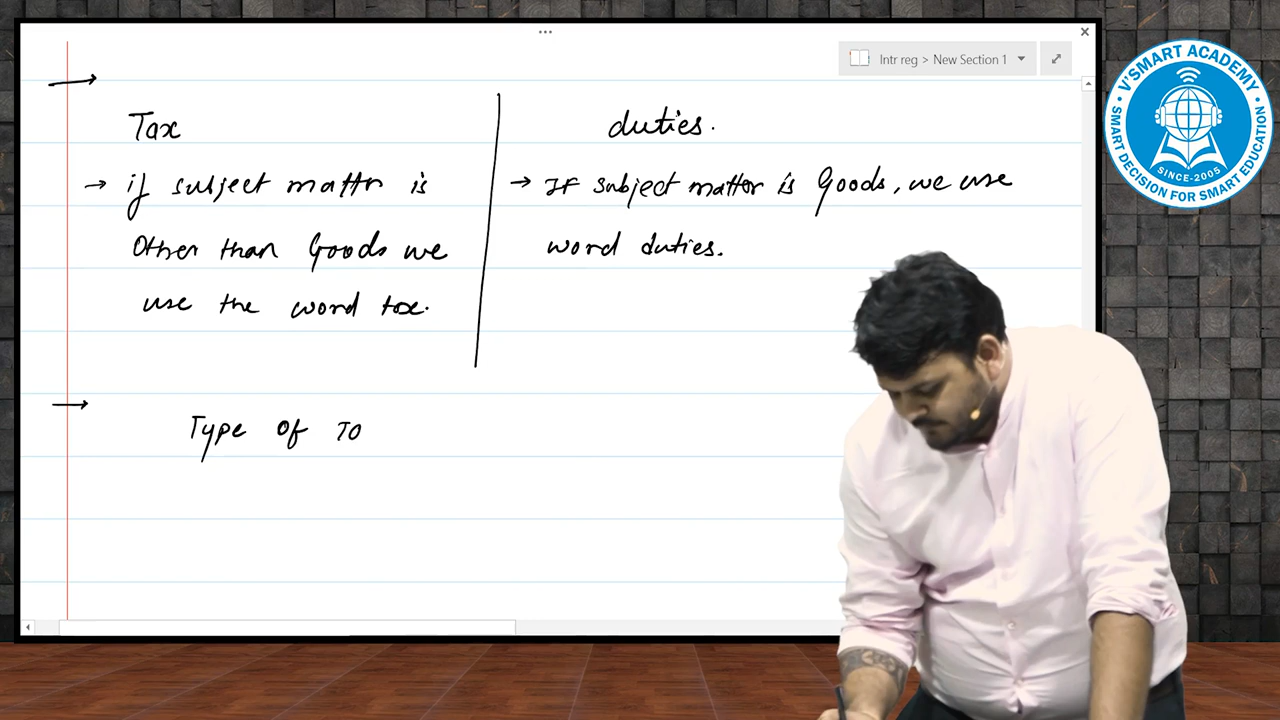 Intr reg > New Section 1
Tax
→ if subject matter is
Other than Goods we
use the word tax.
duties.
→ If subject matter is Goods, we use
word duties.
→
Type of To
V'SMART ACADEMY
SINCE-2005
SMART DECISION FOR SMART EDUCATION